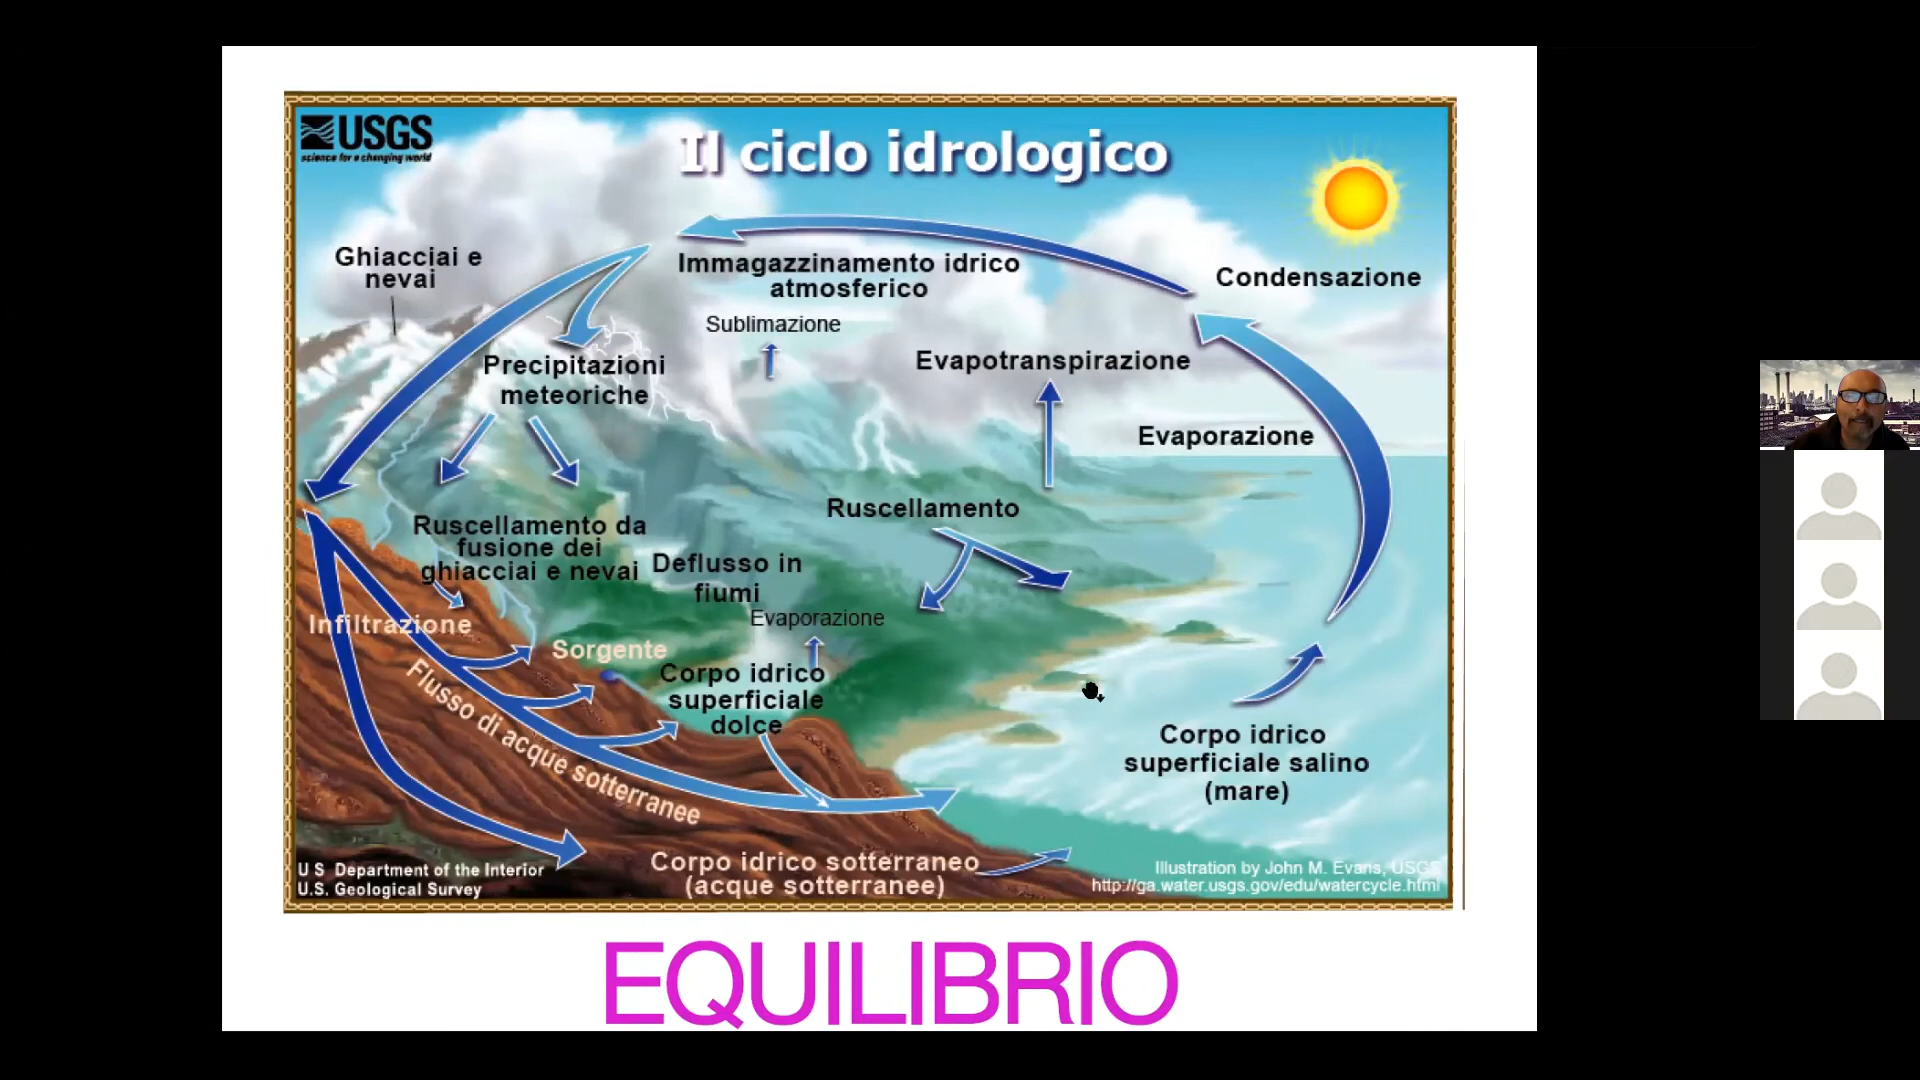 USGS
science for a changing world
Il ciclo idrologico
Ghiacciai e
nevai
Immagazzinamento idrico
atmosferico
Condensazione
Sublimazione
Precipitazioni
meteoriche
Evapotraspirazione
Evaporazione
Ruscellamento
Ruscellamento da
fusione dei
ghiacciai e nevai
Deflusso in
fiumi
Evaporazione
Infiltrazione
Sorgente
Corpo idrico
superficiale
dolce
Flusso di acque sotterranee
Corpo idrico
superficiale salino
(mare)
Corpo idrico sotterraneo
(acque sotterranee)
U S Department of the Interior
U.S. Geological Survey
Illustration by John M. Evans, USGS
http://ga.water.usgs.gov/edu/watercycle.html
EQUILIBRIO